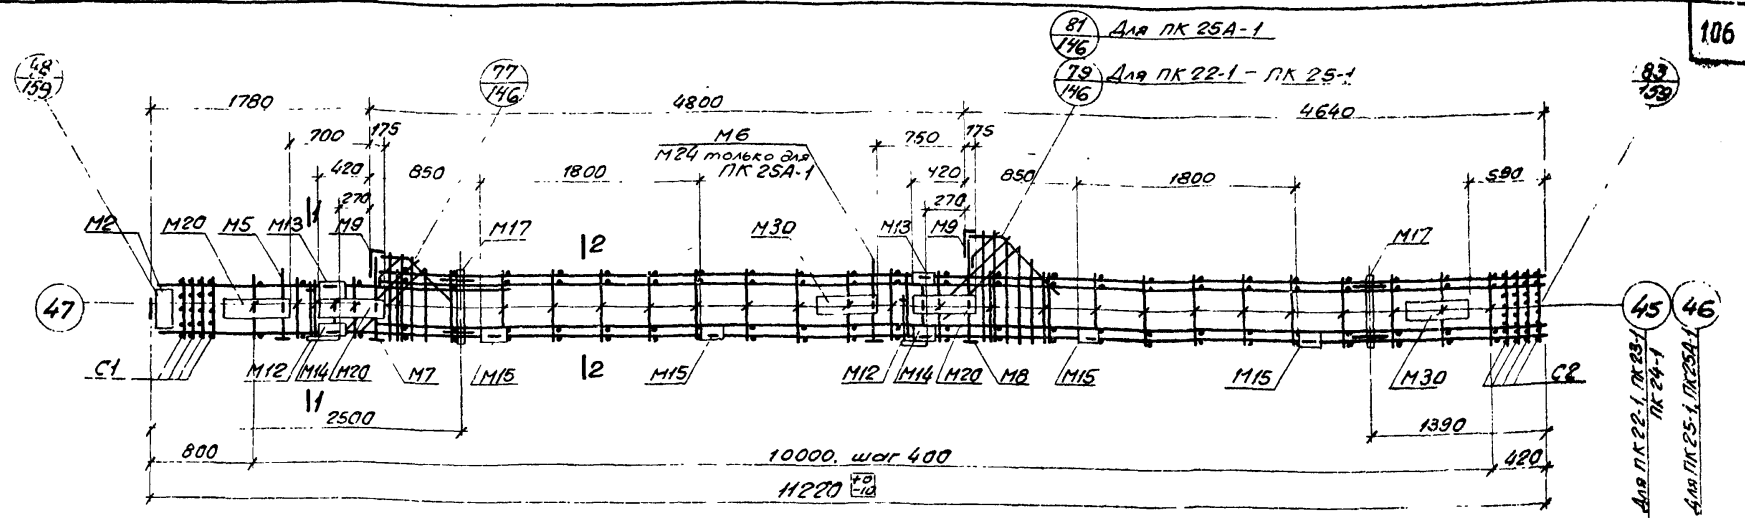 81 Для ПК 25А-1
146
106
48
159
77
146
79 Для ПК 22-1 - ПК 25-1
146
83
159
1780
4800
4640
700
175
М6
М24 только для
ПК 25А-1
750
175
420
850
1800
420
850
1800
580
270
270
М2
М20
М5
М13
1
М9
М17
2
М30
М13
М9
М17
47
45
46
С1
М12
М14
М20
М7
М15
2
М15
М12
М14
М20
М8
М15
М15
М30
С2
1
2500
1390
800
10000, шаг 400
420
11220 +0
-10
Для ПК 22-1, ПК 23-1
ПК 24-1
Для ПК 25-1, ПК 25А-1